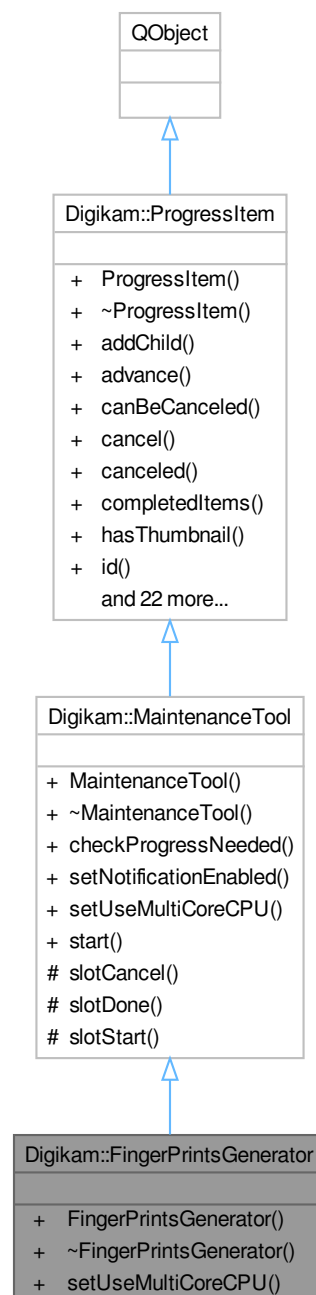 QObject
Digikam::ProgressItem
+ ProgressItem()
+ ~ProgressItem()
+ addChild()
+ advance()
+ canBeCanceled()
+ cancel()
+ canceled()
+ completedItems()
+ hasThumbnail()
+ id()
and 22 more...
Digikam::MaintenanceTool
+ MaintenanceTool()
+ ~MaintenanceTool()
+ checkProgressNeeded()
+ setNotificationEnabled()
+ setUseMultiCoreCPU()
+ start()
# slotCancel()
# slotDone()
# slotStart()
Digikam::FingerPrintsGenerator
+ FingerPrintsGenerator()
+ ~FingerPrintsGenerator()
+ setUseMultiCoreCPU()